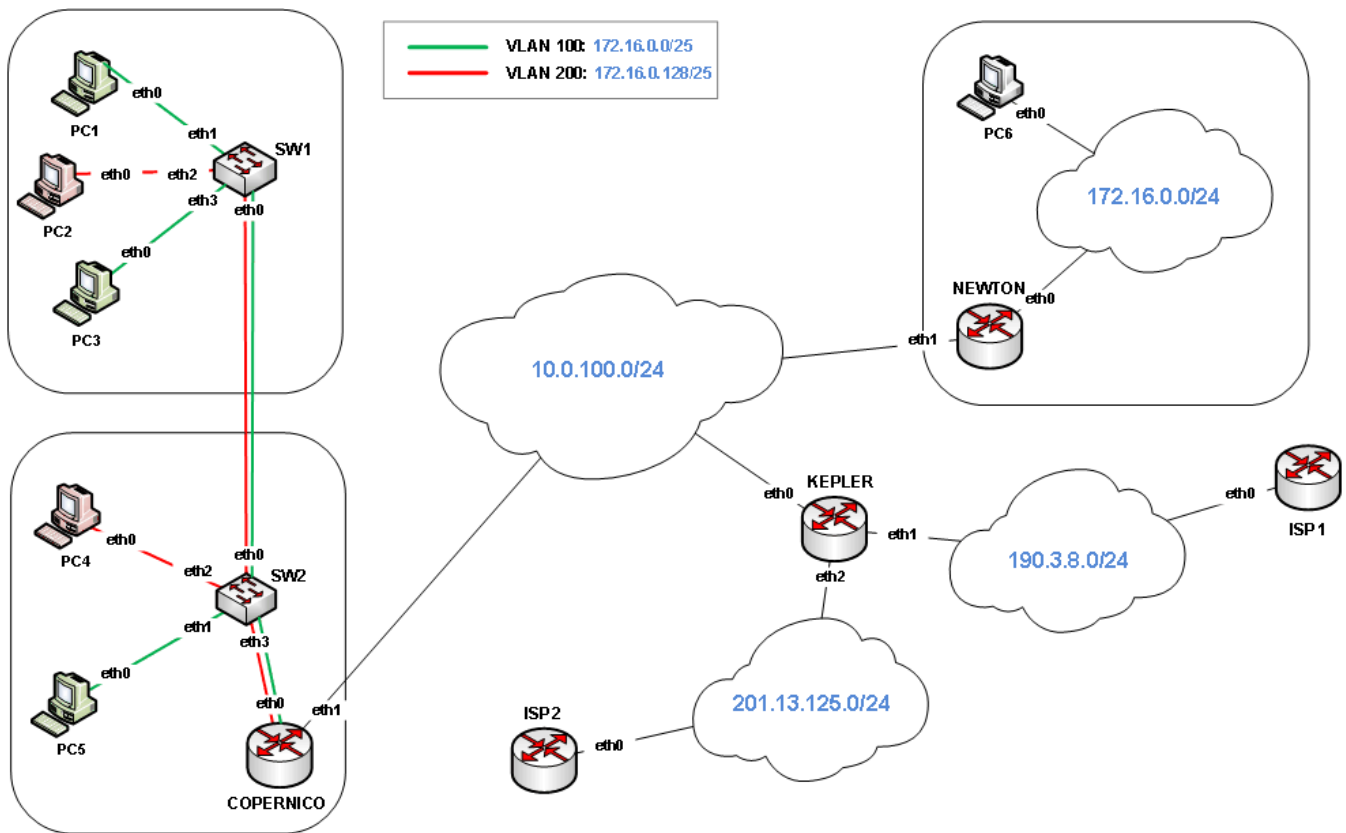 VLAN 100: 172.16.0.0/25
VLAN 200: 172.16.0.128/25
eth0
PC1
eth1
SW1
eth0
eth2
PC2
eth3
eth0
eth0
PC3
PC6
eth0
172.16.0.0/24
NEWTON
eth0
eth1
10.0.100.0/24
KEPLER
eth0
eth1
eth2
190.3.8.0/24
eth0
ISP1
eth0
PC4
eth2
eth0
SW2
eth1
eth3
eth0
PC5
eth0
eth1
COPERNICO
201.13.125.0/24
ISP2
eth0